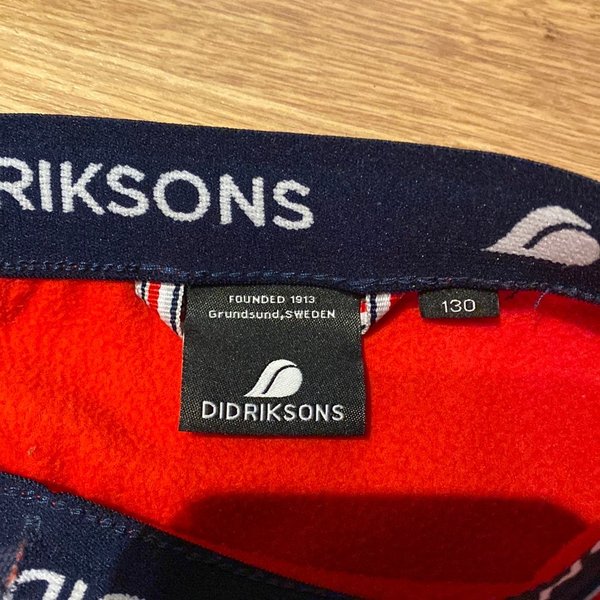 RIKSONS
FOUNDED 1913
Grundsund,SWEDEN
130
DIDRIKSONS